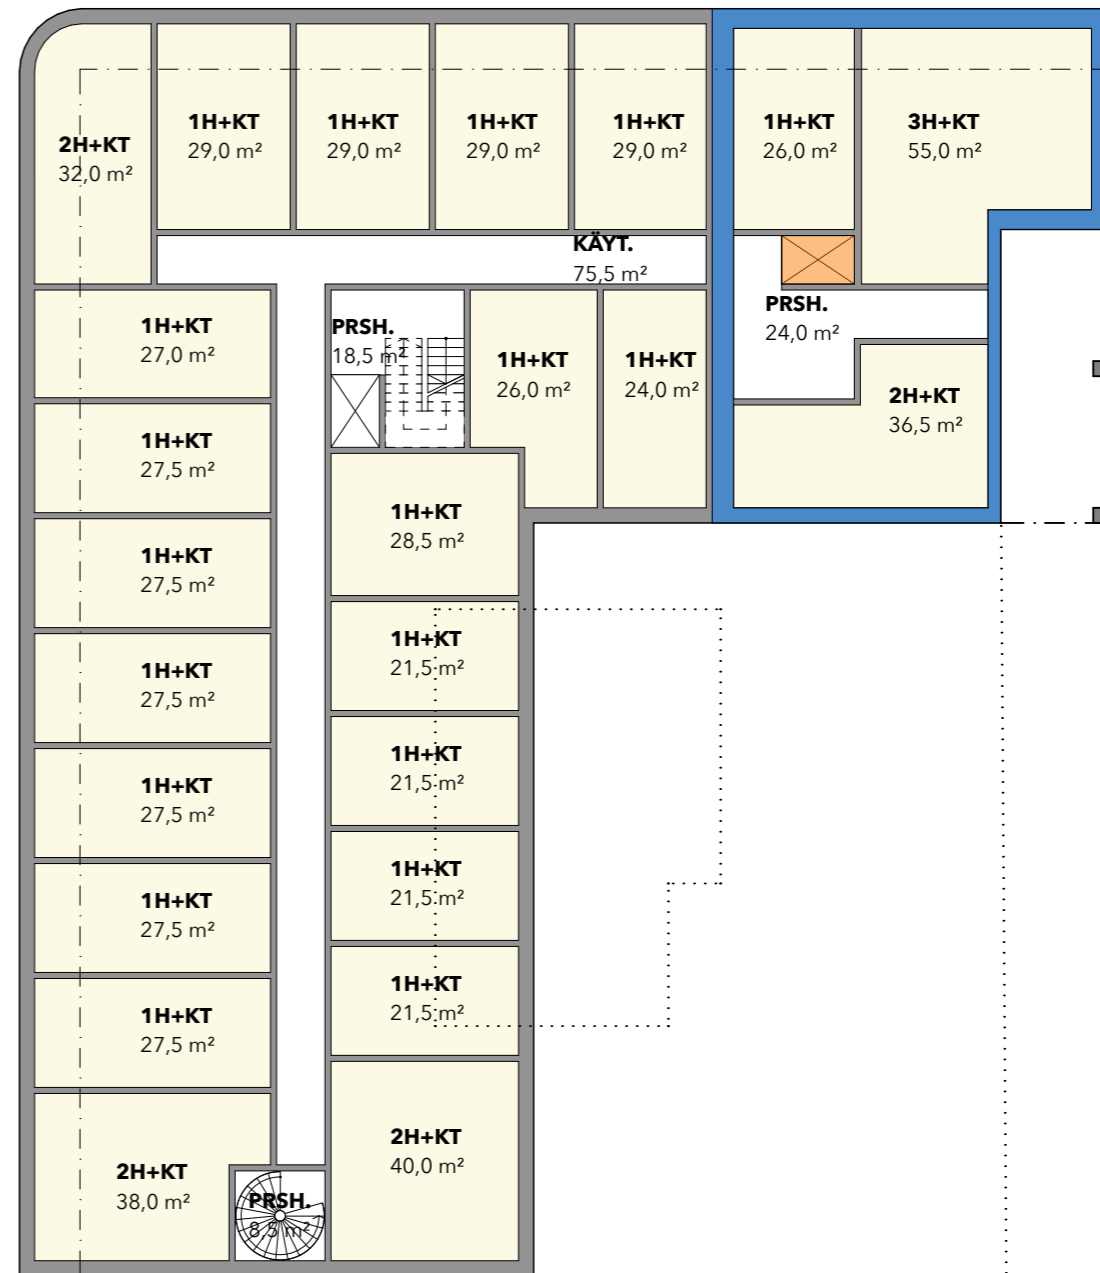 2H+KT
32,0 m²
1H+KT
29,0 m²
1H+KT
29,0 m²
1H+KT
29,0 m²
1H+KT
29,0 m²
1H+KT
26,0 m²
3H+KT
55,0 m²
KÄYT.
75,5 m²
PRSH.
24,0 m²
1H+KT
27,0 m²
PRSH.
18,5 m²
1H+KT
26,0 m²
1H+KT
24,0 m²
2H+KT
36,5 m²
1H+KT
27,5 m²
1H+KT
28,5 m²
1H+KT
27,5 m²
1H+KT
21,5 m²
1H+KT
27,5 m²
1H+KT
21,5 m²
1H+KT
27,5 m²
1H+KT
21,5 m²
1H+KT
27,5 m²
1H+KT
21,5 m²
1H+KT
27,5 m²
2H+KT
40,0 m²
2H+KT
38,0 m²
PRSH.
8,5 m²